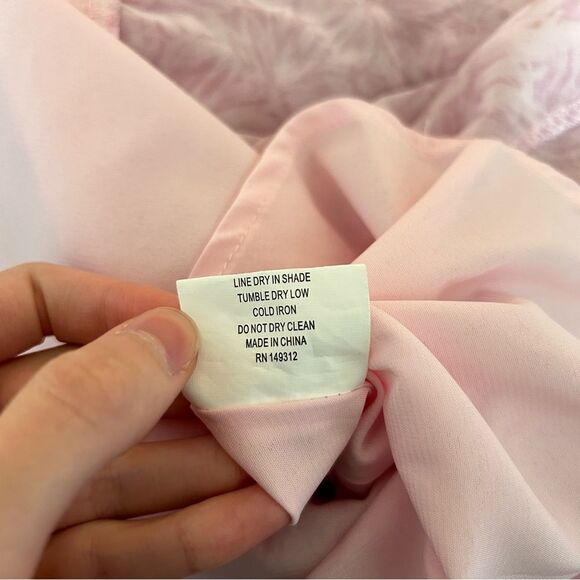 LINE DRY IN SHADE
TUMBLE DRY LOW
COLD IRON
DO NOT DRY CLEAN
MADE IN CHINA
RN 149312